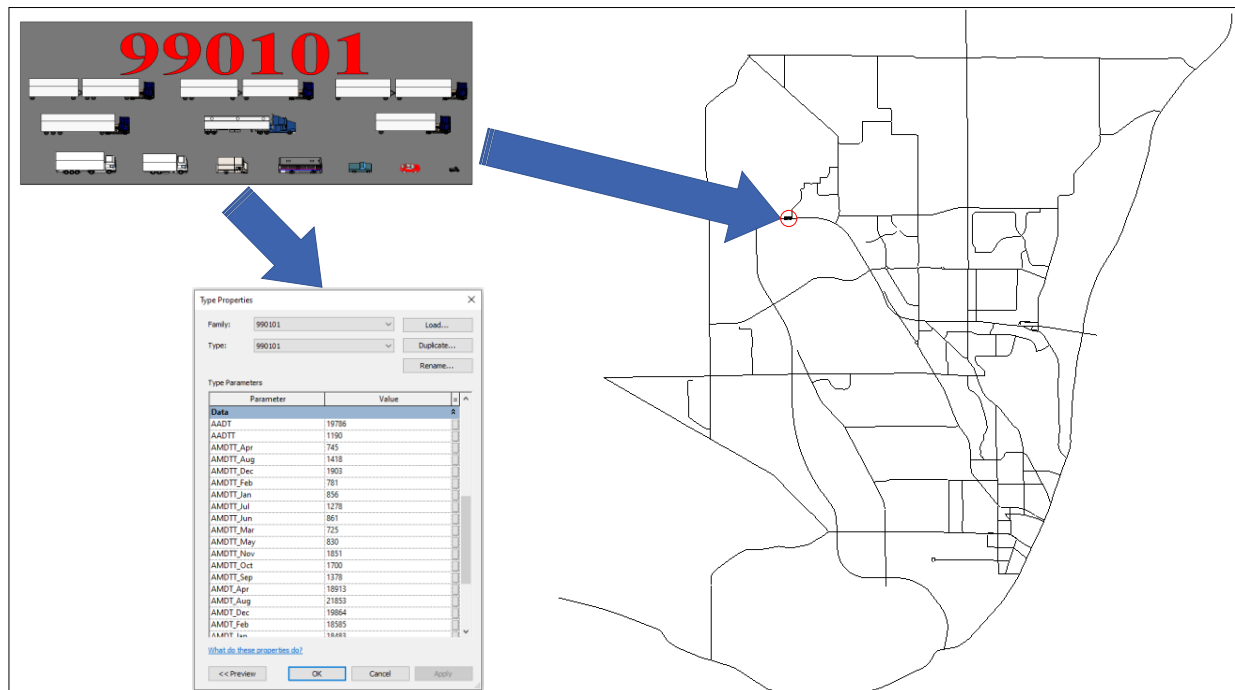 990101
Type Properties
Family: 990101 Load...
Type: 990101 Duplicate...
Rename...
Type Parameters
Parameter Value =
Data
AADT 19786
AADTT 1190
AMDTT_Apr 745
AMDTT_Aug 1418
AMDTT_Dec 1903
AMDTT_Feb 781
AMDTT_Jan 856
AMDTT_Jul 1278
AMDTT_Jun 861
AMDTT_Mar 725
AMDTT_May 830
AMDTT_Nov 1851
AMDTT_Oct 1700
AMDTT_Sep 1378
AMDT_Apr 18913
AMDT_Aug 21853
AMDT_Dec 19864
AMDT_Feb 18585
AMDT_Jan 18483
What do these properties do?
<< Preview OK Cancel Apply